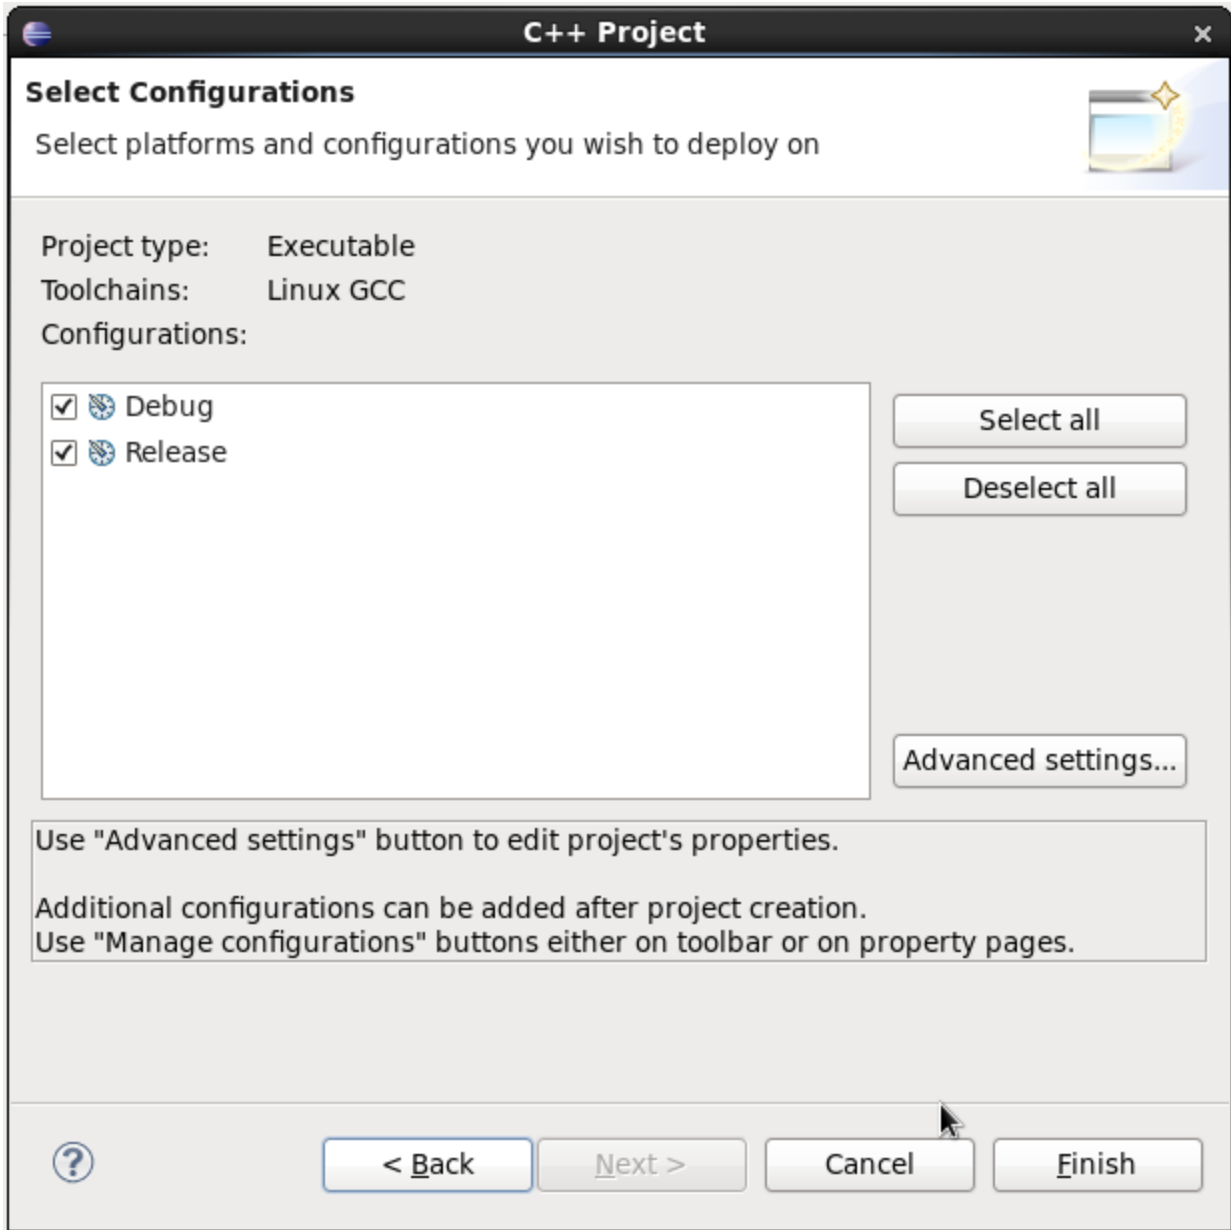 C++ Project
Select Configurations
Select platforms and configurations you wish to deploy on
Project type: Executable
Toolchains: Linux GCC
Configurations:
Debug
Release
Select all
Deselect all
Advanced settings...
Use "Advanced settings" button to edit project's properties.
Additional configurations can be added after project creation.
Use "Manage configurations" buttons either on toolbar or on property pages.
< Back
Next >
Cancel
Finish